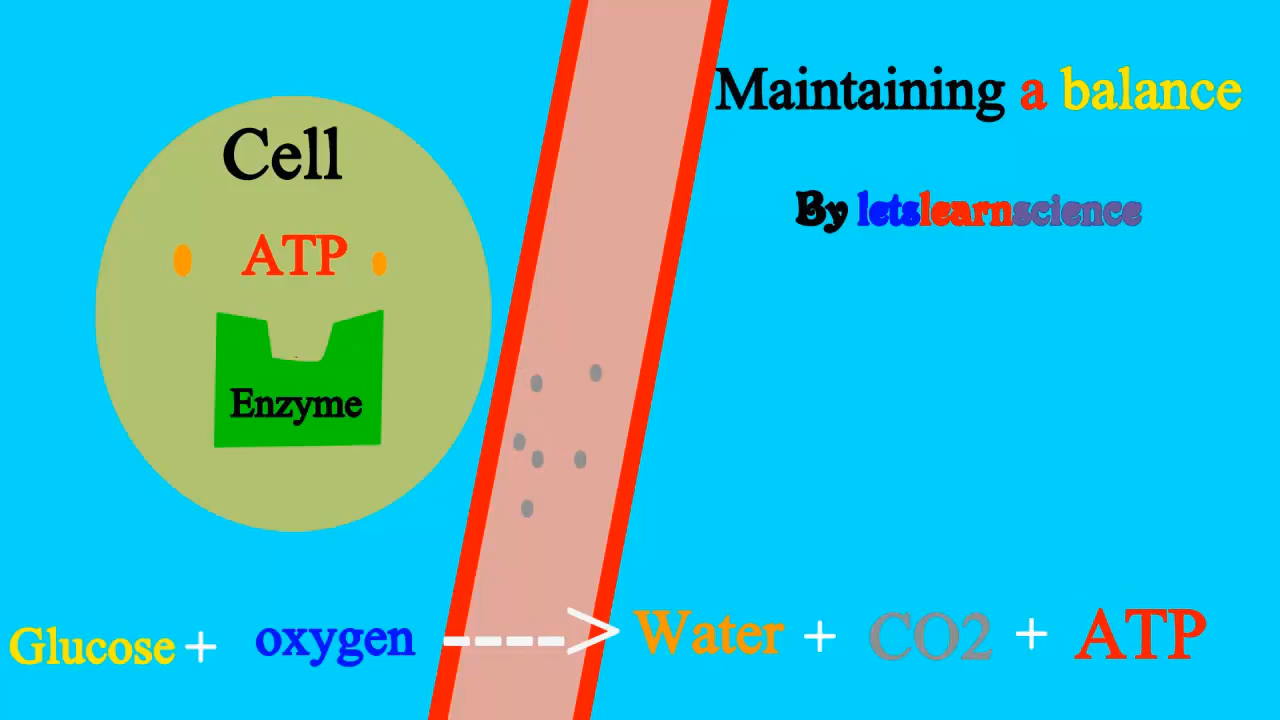 Maintaining a balance
By letslearnscience
Cell
ATP
Enzyme
Glucose + oxygen ----> Water + CO2 + ATP